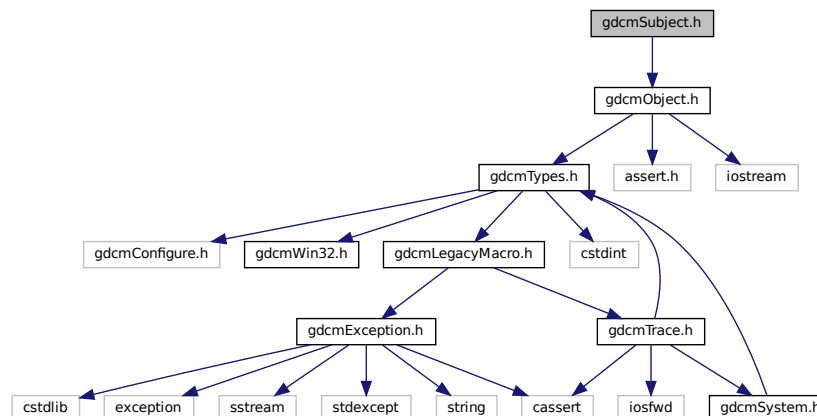 gdcmSubject.h
gdcmObject.h
gdcmTypes.h
assert.h
iostream
gdcmConfigure.h
gdcmWin32.h
gdcmLegacyMacro.h
cstdint
gdcmException.h
gdcmTrace.h
cstdlib
exception
sstream
stdexcept
string
cassert
iosfwd
gdcmSystem.h